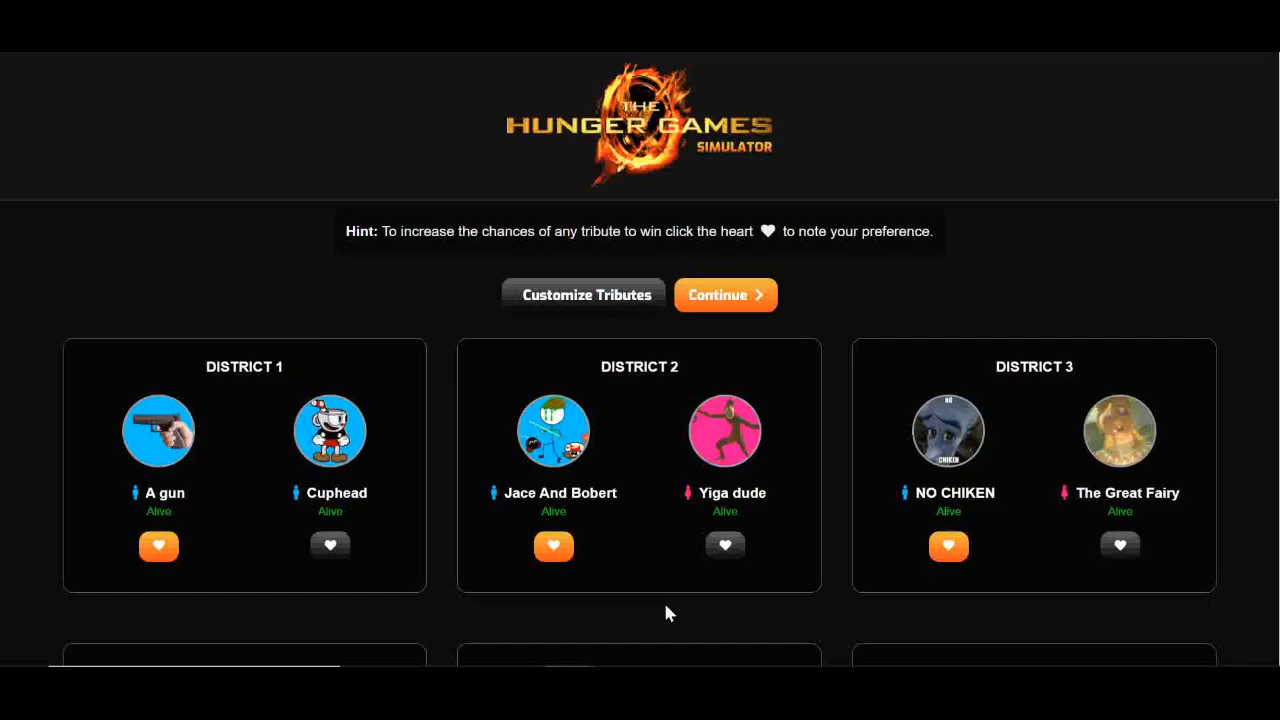 THE
HUNGER GAMES
SIMULATOR
Hint: To increase the chances of any tribute to win click the heart to note your preference.
Customize Tributes
Continue
DISTRICT 1
DISTRICT 2
DISTRICT 3
NO
CHIKEN
A gun
Cuphead
Jace And Bobert
Yiga dude
NO CHIKEN
The Great Fairy
Alive
Alive
Alive
Alive
Alive
Alive